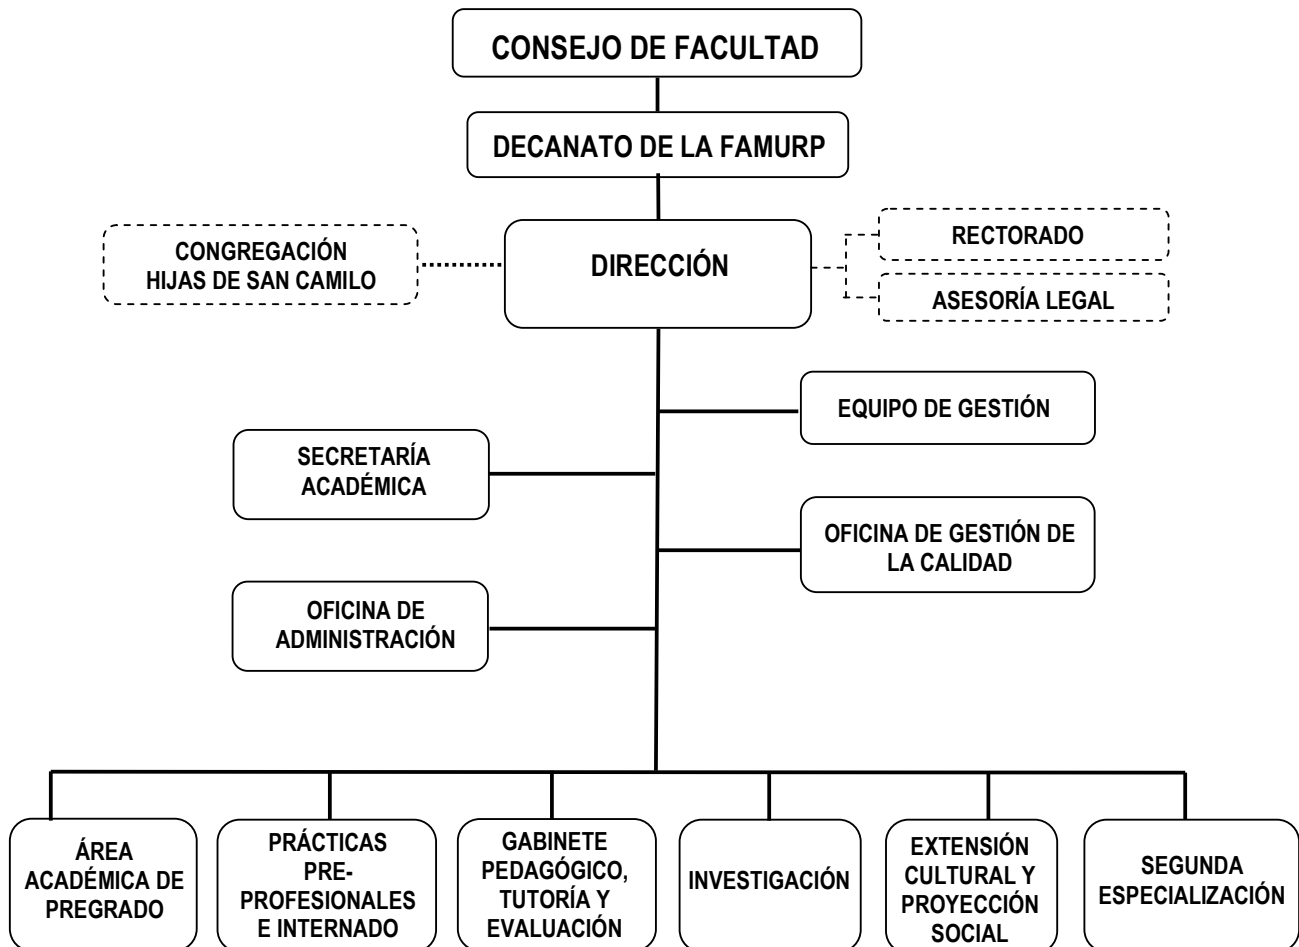 CONSEJO DE FACULTAD
DECANATO DE LA FAMURP
CONGREGACIÓN
HIJAS DE SAN CAMILO
DIRECCIÓN
RECTORADO
ASESORÍA LEGAL
EQUIPO DE GESTIÓN
SECRETARÍA
ACADÉMICA
OFICINA DE GESTIÓN DE
LA CALIDAD
OFICINA DE
ADMINISTRACIÓN
ÁREA
ACADÉMICA DE
PREGRADO
PRÁCTICAS
PRE-
PROFESIONALES
E INTERNADO
GABINETE
PEDAGÓGICO,
TUTORÍA Y
EVALUACIÓN
INVESTIGACIÓN
EXTENSIÓN
CULTURAL Y
PROYECCIÓN
SOCIAL
SEGUNDA
ESPECIALIZACIÓN